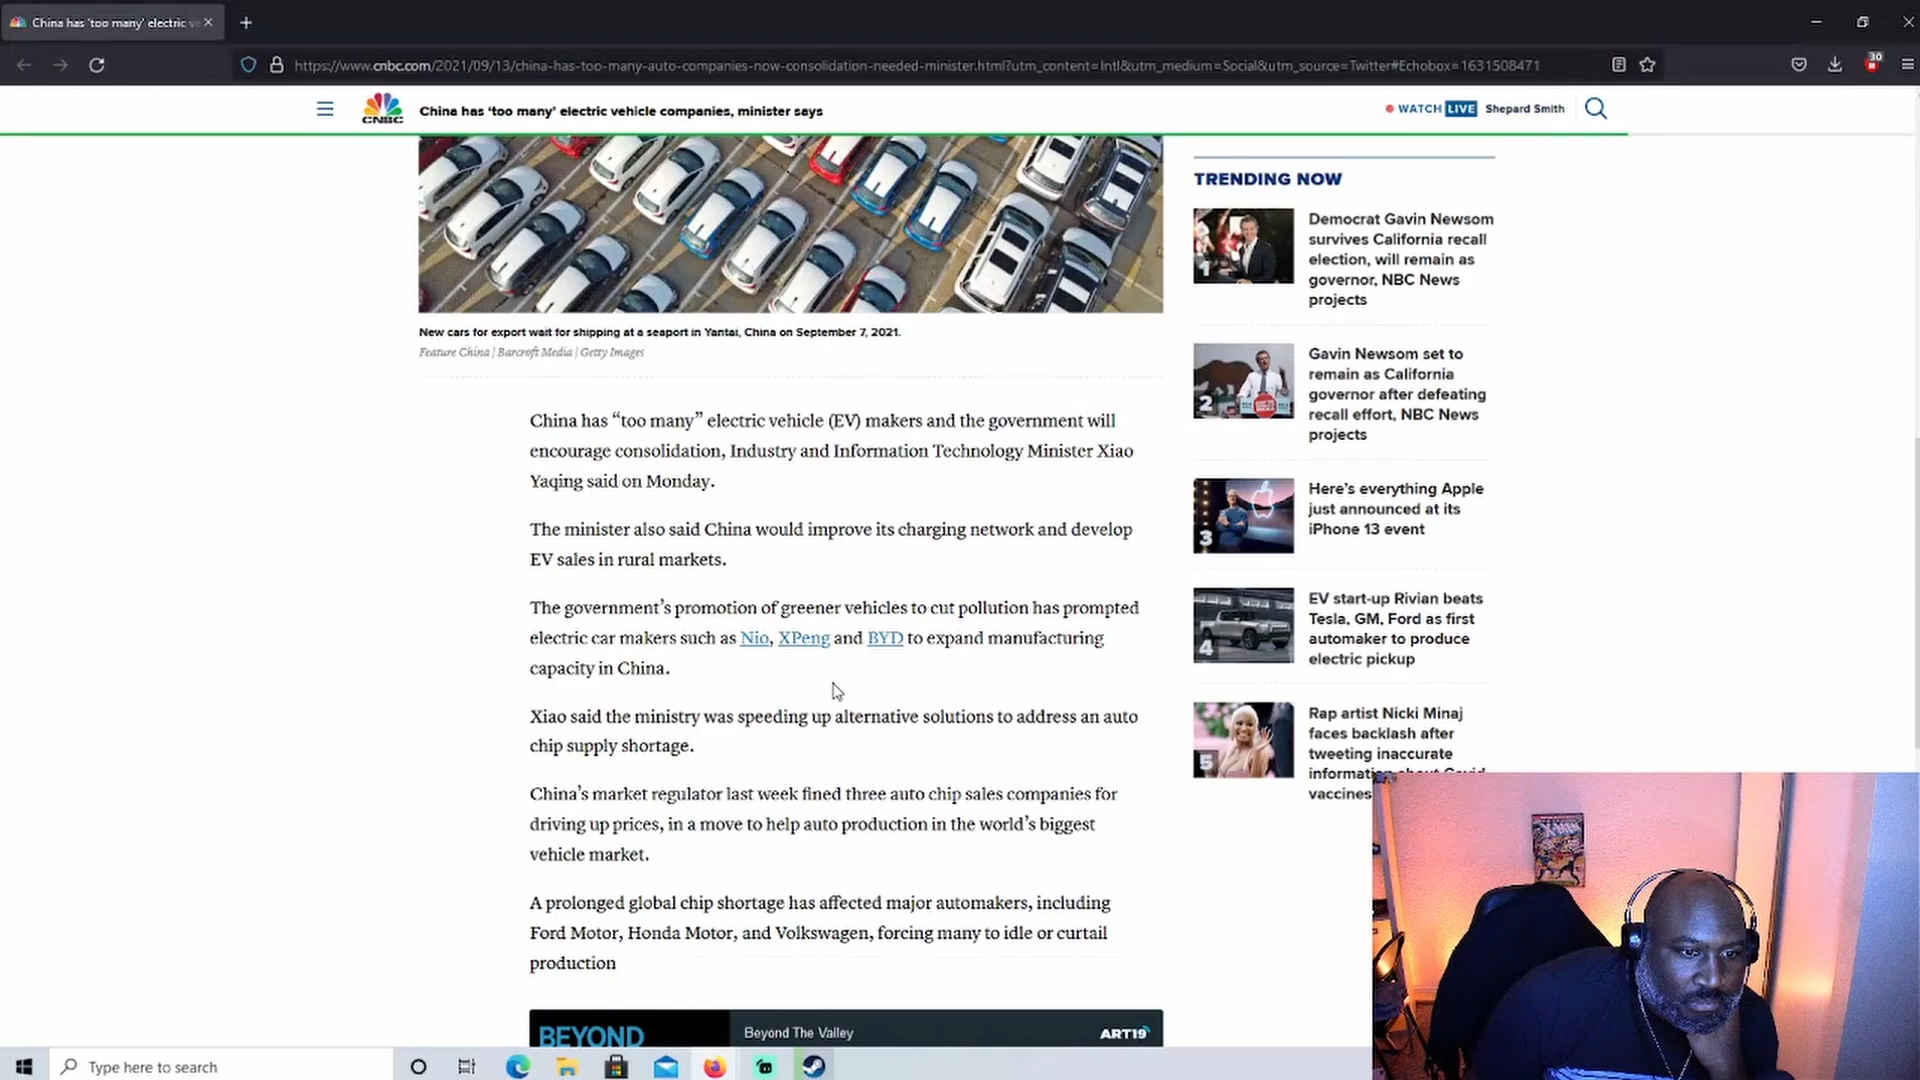 China has 'too many' electric ve
https://www.cnbc.com/2021/09/13/china-has-too-many-auto-companies-now-consolidation-needed-minister.html?utm_content=Intl&utm_medium=Social&utm_source=Twitter#Echobox=1631508471
30
CNBC
China has ‘too many’ electric vehicle companies, minister says
WATCH LIVE Shepard Smith
New cars for export wait for shipping at a seaport in Yantai, China on September 7, 2021.
Feature China | Barcroft Media | Getty Images
China has “too many” electric vehicle (EV) makers and the government will
encourage consolidation, Industry and Information Technology Minister Xiao
Yaqing said on Monday.
The minister also said China would improve its charging network and develop
EV sales in rural markets.
The government’s promotion of greener vehicles to cut pollution has prompted
electric car makers such as Nio, XPeng and BYD to expand manufacturing
capacity in China.
Xiao said the ministry was speeding up alternative solutions to address an auto
chip supply shortage.
China’s market regulator last week fined three auto chip sales companies for
driving up prices, in a move to help auto production in the world’s biggest
vehicle market.
A prolonged global chip shortage has affected major automakers, including
Ford Motor, Honda Motor, and Volkswagen, forcing many to idle or curtail
production
BEYOND
Beyond The Valley
ART19
TRENDING NOW
1
Democrat Gavin Newsom
survives California recall
election, will remain as
governor, NBC News
projects
2
Gavin Newsom set to
remain as California
governor after defeating
recall effort, NBC News
projects
3
Here’s everything Apple
just announced at its
iPhone 13 event
4
EV start-up Rivian beats
Tesla, GM, Ford as first
automaker to produce
electric pickup
5
Rap artist Nicki Minaj
faces backlash after
tweeting inaccurate
information about Covid
vaccines
Type here to search